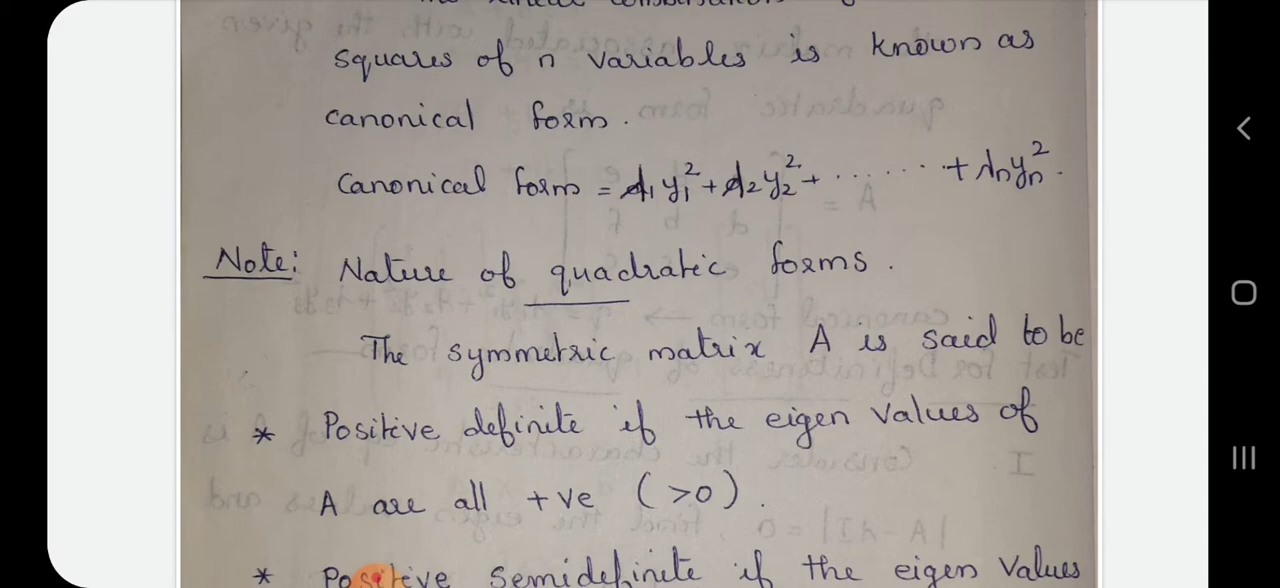 squares of n variables is known as
canonical form.
canonical form = λ₁y₁² + λ₂y₂² + ........ + λₙyₙ².
Note: Nature of quadratic forms.
The symmetric matrix A is said to be
* Positive definite if the eigen values of
A are all +ve (>0).
* Positive semidefinite if the eigen values